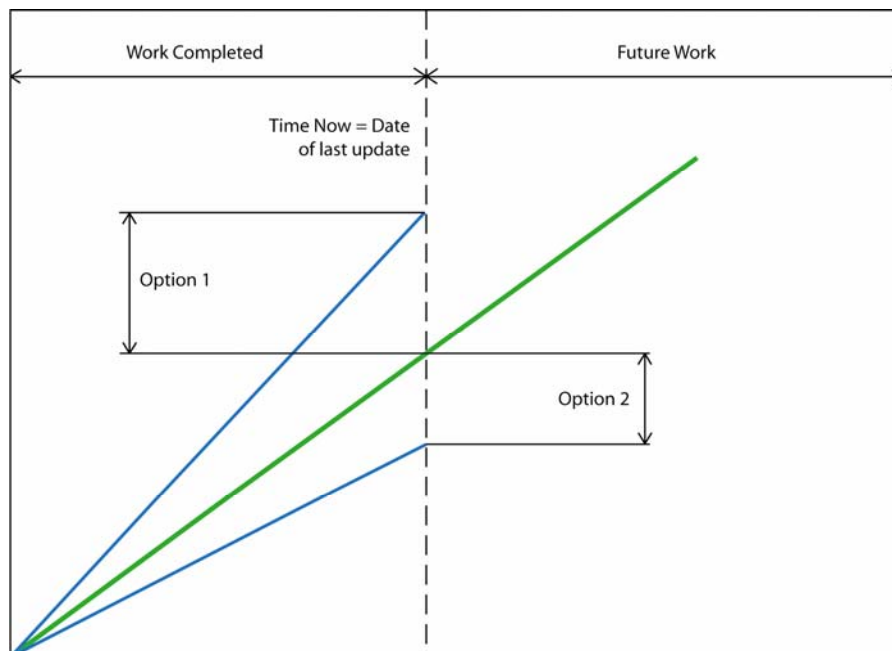 Work Completed
Future Work
Time Now = Date
of last update
Option 1
Option 2